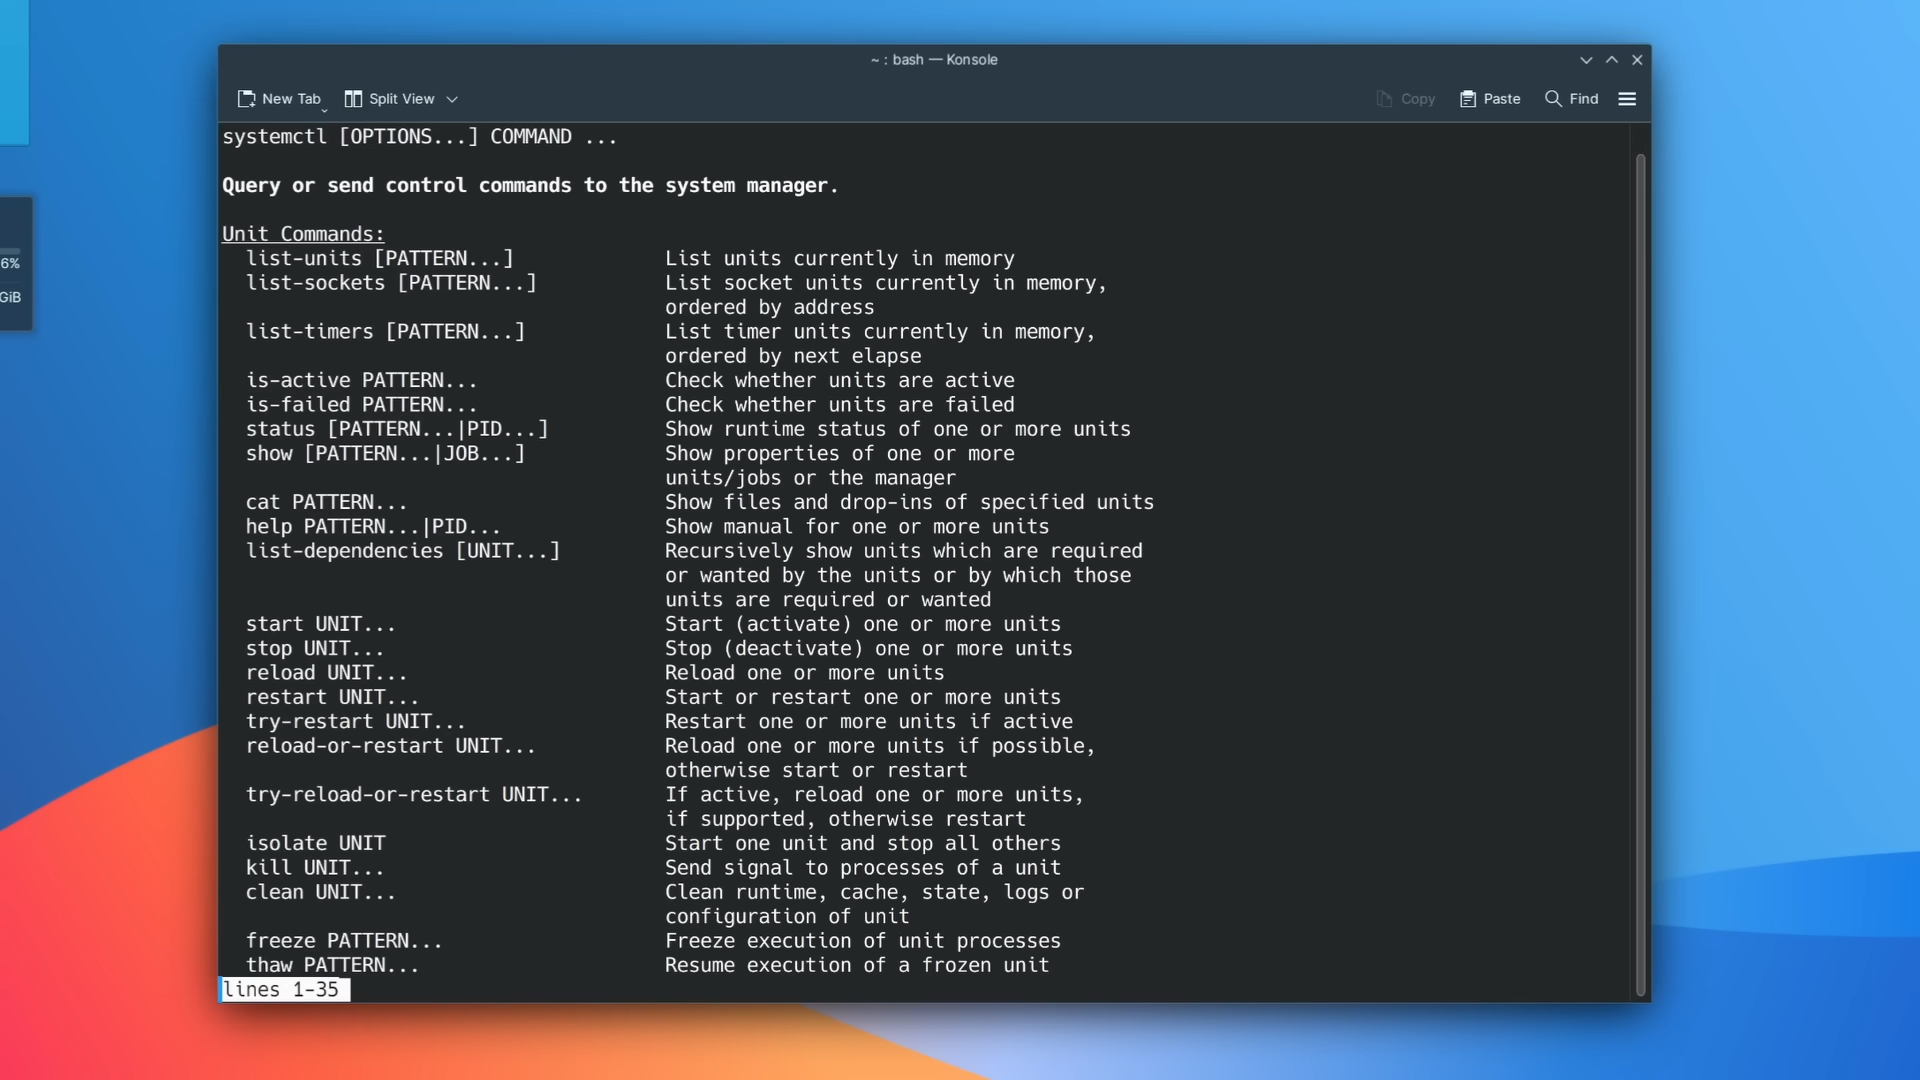 ~ : bash — Konsole
New Tab
Split View
Copy
Paste
Find
6%
GiB
systemctl [OPTIONS...] COMMAND ...
Query or send control commands to the system manager.
Unit Commands:
list-units [PATTERN...] List units currently in memory
list-sockets [PATTERN...] List socket units currently in memory,
ordered by address
list-timers [PATTERN...] List timer units currently in memory,
ordered by next elapse
is-active PATTERN... Check whether units are active
is-failed PATTERN... Check whether units are failed
status [PATTERN...|PID...] Show runtime status of one or more units
show [PATTERN...|JOB...] Show properties of one or more
units/jobs or the manager
cat PATTERN... Show files and drop-ins of specified units
help PATTERN...|PID... Show manual for one or more units
list-dependencies [UNIT...] Recursively show units which are required
or wanted by the units or by which those
units are required or wanted
start UNIT... Start (activate) one or more units
stop UNIT... Stop (deactivate) one or more units
reload UNIT... Reload one or more units
restart UNIT... Start or restart one or more units
try-restart UNIT... Restart one or more units if active
reload-or-restart UNIT... Reload one or more units if possible,
otherwise start or restart
try-reload-or-restart UNIT... If active, reload one or more units,
if supported, otherwise restart
isolate UNIT Start one unit and stop all others
kill UNIT... Send signal to processes of a unit
clean UNIT... Clean runtime, cache, state, logs or
configuration of unit
freeze PATTERN... Freeze execution of unit processes
thaw PATTERN... Resume execution of a frozen unit
lines 1-35